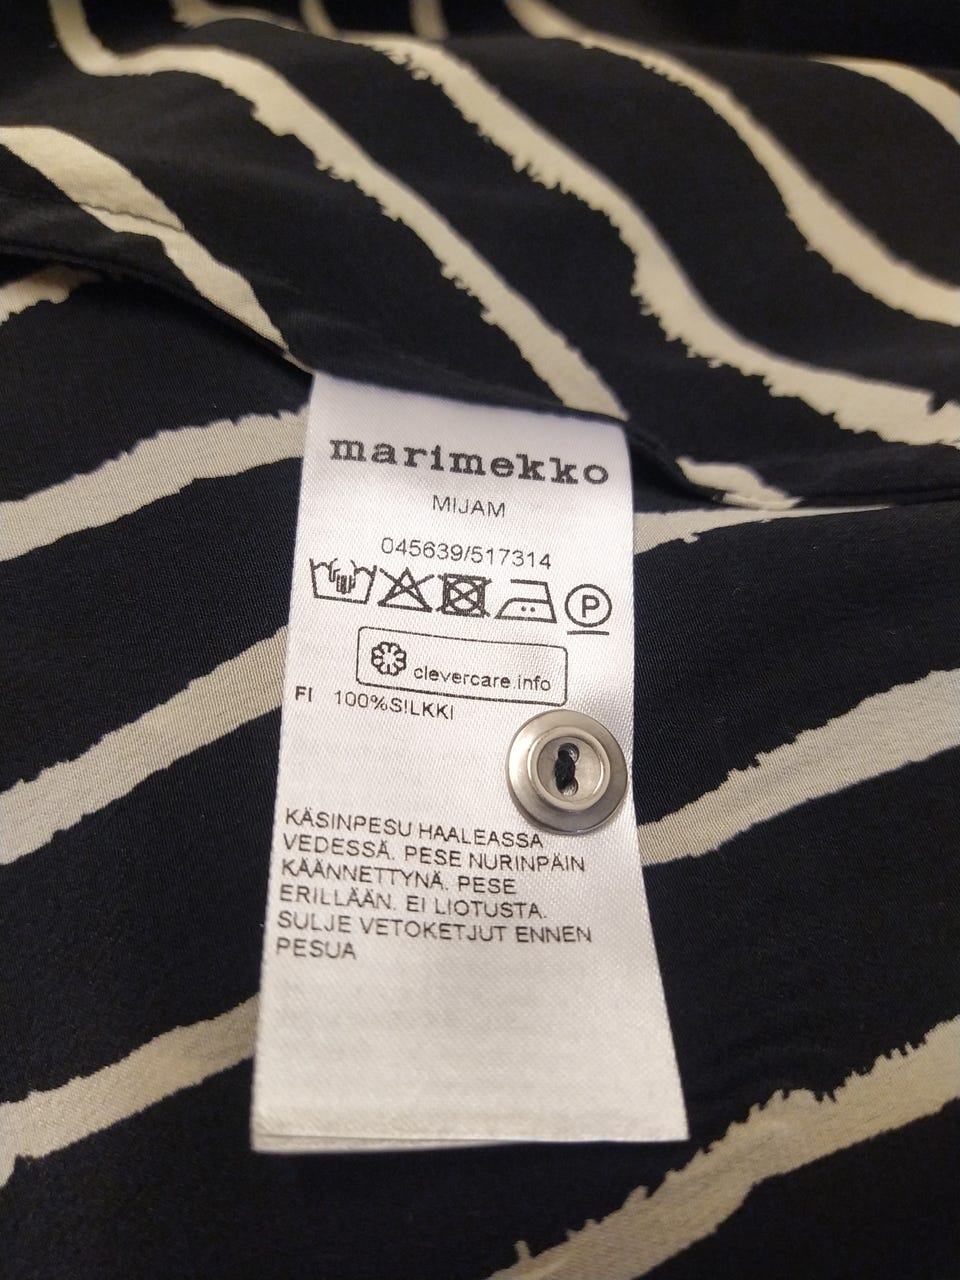 marimekko
MIJAM
045639/517314
P
clevercare.info
FI 100%SILKKI
KÄSINPESU HAALEASSA
VEDESSÄ. PESE NURINPÄIN
KÄÄNNETTYNÄ. PESE
ERILLÄÄN. EI LIOTUSTA.
SULJE VETOKETJUT ENNEN
PESUA